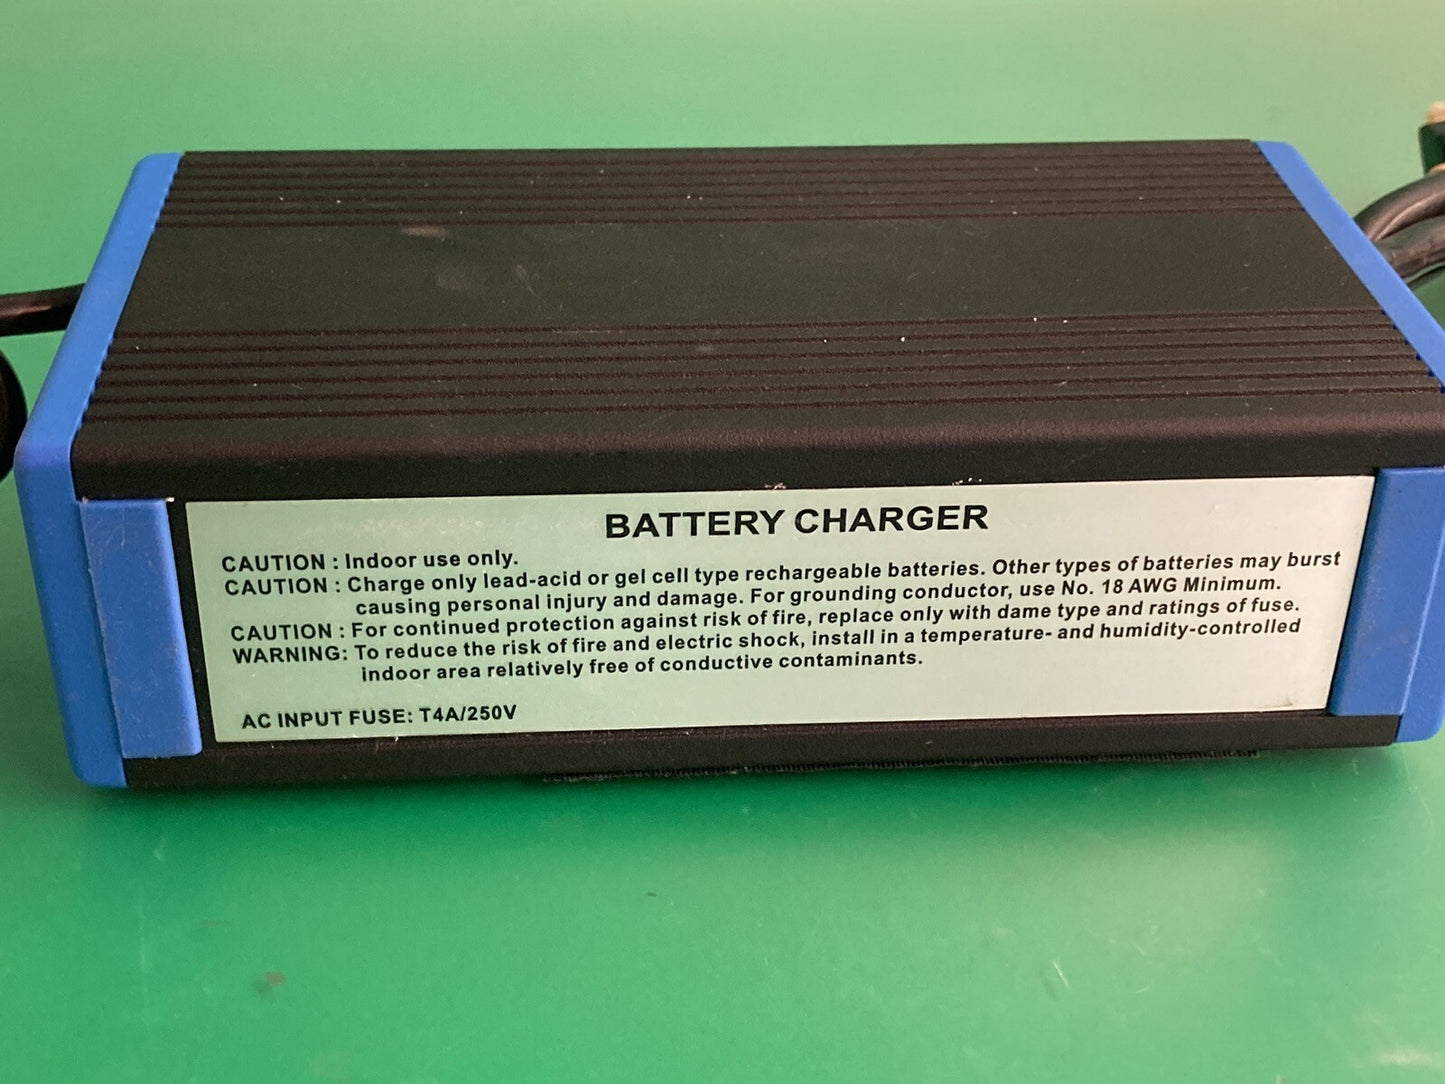 BATTERY CHARGER
CAUTION : Indoor use only.
CAUTION : Charge only lead-acid or gel cell type rechargeable batteries. Other types of batteries may burst
causing personal injury and damage. For grounding conductor, use No. 18 AWG Minimum.
CAUTION : For continued protection against risk of fire, replace only with dame type and ratings of fuse.
WARNING: To reduce the risk of fire and electric shock, install in a temperature- and humidity-controlled
indoor area relatively free of conductive contaminants.
AC INPUT FUSE: T4A/250V